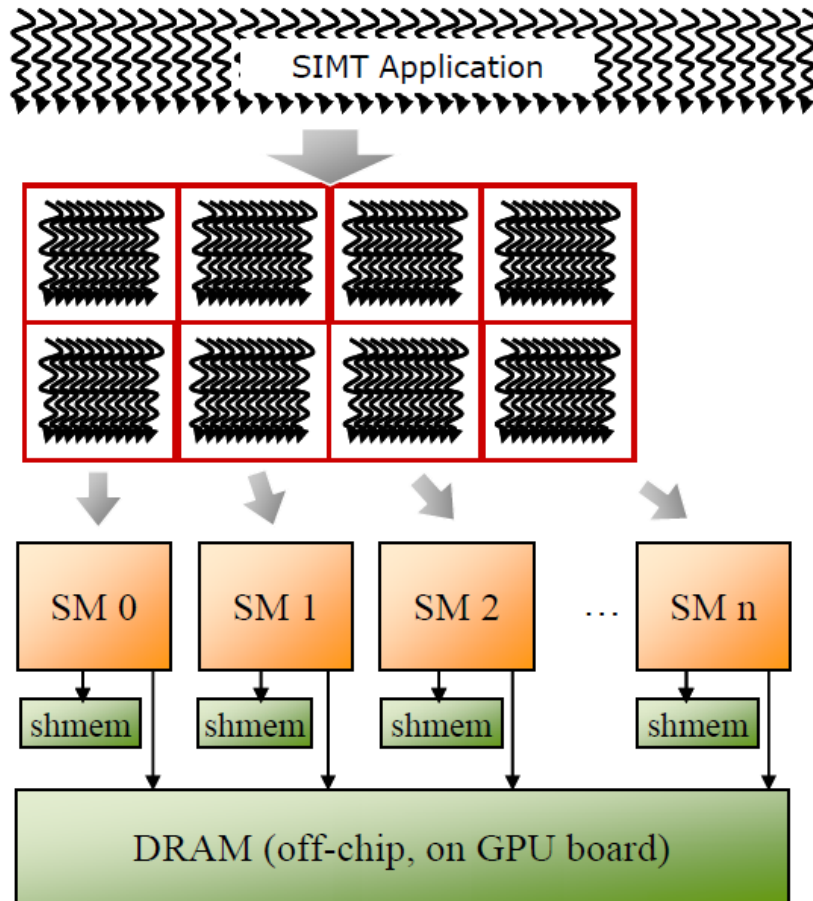 SIMT Application
SM 0
SM 1
SM 2
...
SM n
shmem
shmem
shmem
shmem
DRAM (off-chip, on GPU board)